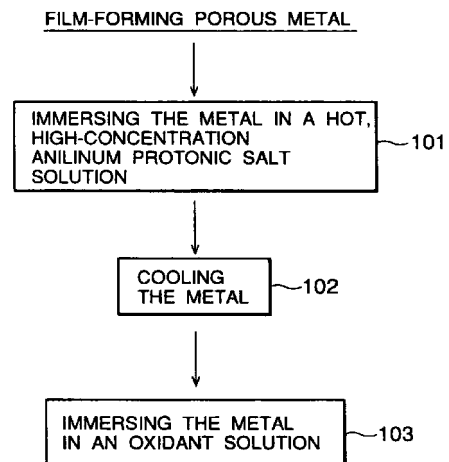 FILM-FORMING POROUS METAL
IMMERSING THE METAL IN A HOT,
HIGH-CONCENTRATION
ANILINUM PROTONIC SALT
SOLUTION
101
COOLING
THE METAL
102
IMMERSING THE METAL
IN AN OXIDANT SOLUTION
103